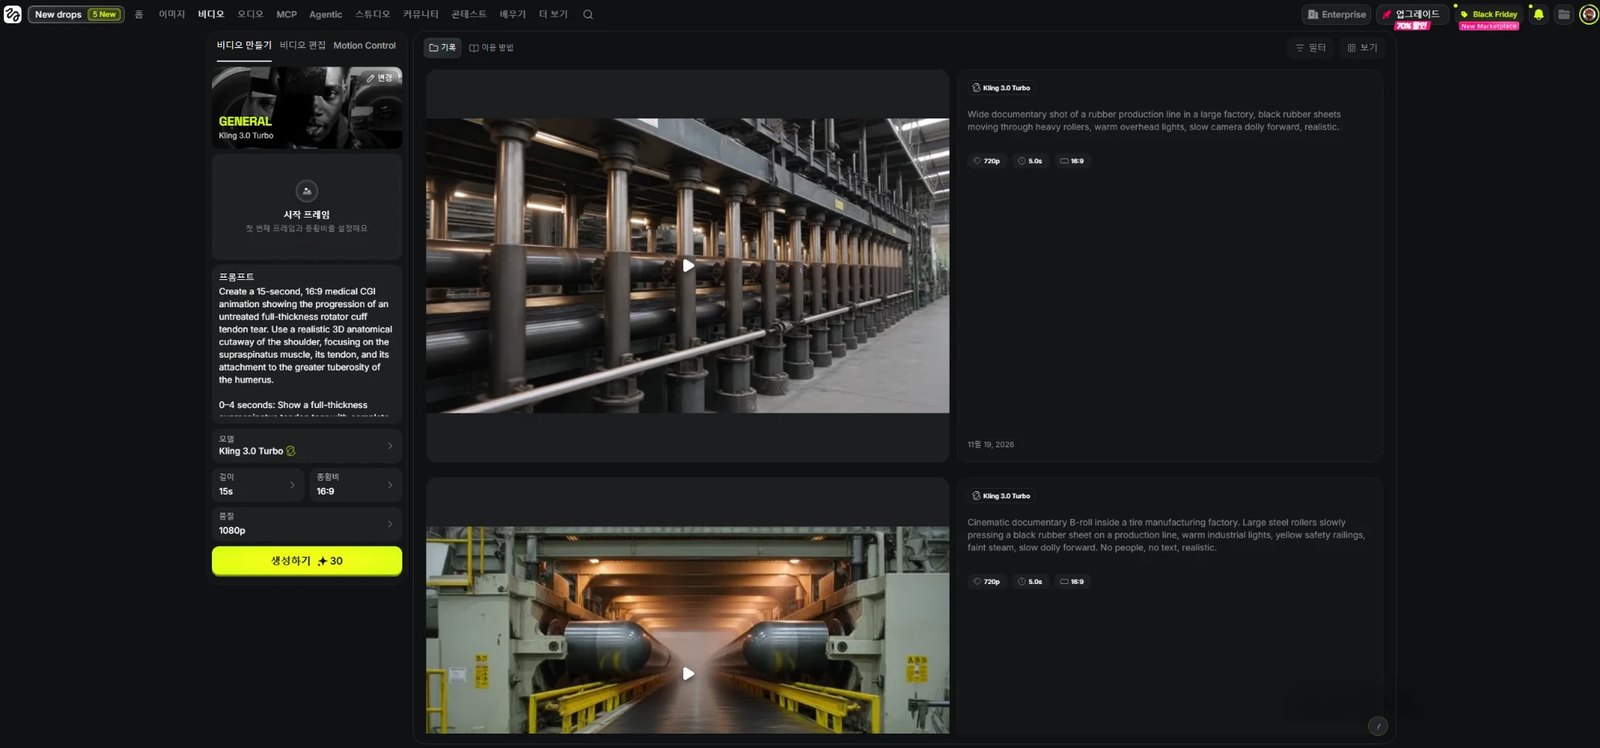 New drops 5 New 홈 이미지 비디오 오디오 MCP Agentic 스튜디오 커뮤니티 콘테스트 배우기 더 보기
Enterprise 업그레이드 Black Friday
70% 할인 New Marketplace
비디오 만들기 비디오 편집 Motion Control
변경
GENERAL
Kling 3.0 Turbo
시작 프레임
첫 번째 프레임과 종횡비를 설정해요
프롬프트
Create a 15-second, 16:9 medical CGI
animation showing the progression of an
untreated full-thickness rotator cuff
tendon tear. Use a realistic 3D anatomical
cutaway of the shoulder, focusing on the
supraspinatus muscle, its tendon, and its
attachment to the greater tuberosity of
the humerus.
0–4 seconds: Show a full-thickness
supraspinatus tendon tear with complete
모델
Kling 3.0 Turbo
길이
15s
종횡비
16:9
품질
1080p
생성하기 30
기록 이용 방법
필터 보기
Kling 3.0 Turbo
Wide documentary shot of a rubber production line in a large factory, black rubber sheets
moving through heavy rollers, warm overhead lights, slow camera dolly forward, realistic.
720p 5.0s 16:9
11월 19, 2026
Kling 3.0 Turbo
Cinematic documentary B-roll inside a tire manufacturing factory. Large steel rollers slowly
pressing a black rubber sheet on a production line, warm industrial lights, yellow safety railings,
faint steam, slow dolly forward. No people, no text, realistic.
720p 5.0s 16:9